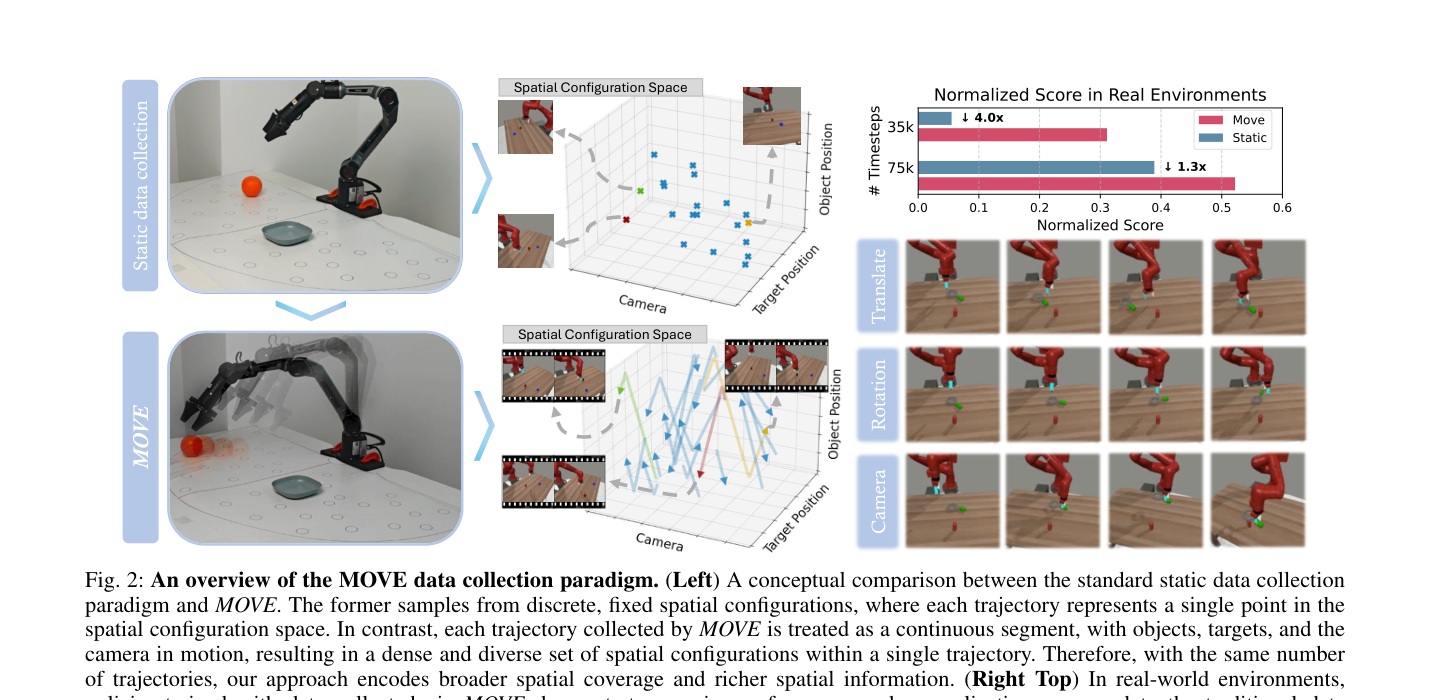 Static data collection
Spatial Configuration Space
Object Position
Target Position
Camera
MOVE
Spatial Configuration Space
Object Position
Target Position
Camera
Normalized Score in Real Environments
# Timesteps
35k
75k
↓ 4.0x
↓ 1.3x
Move
Static
0.0 0.1 0.2 0.3 0.4 0.5 0.6
Normalized Score
Translate
Rotation
Camera
Fig. 2: An overview of the MOVE data collection paradigm. (Left) A conceptual comparison between the standard static data collection
paradigm and MOVE. The former samples from discrete, fixed spatial configurations, where each trajectory represents a single point in the
spatial configuration space. In contrast, each trajectory collected by MOVE is treated as a continuous segment, with objects, targets, and the
camera in motion, resulting in a dense and diverse set of spatial configurations within a single trajectory. Therefore, with the same number
of trajectories, our approach encodes broader spatial coverage and richer spatial information. (Right Top) In real-world environments,